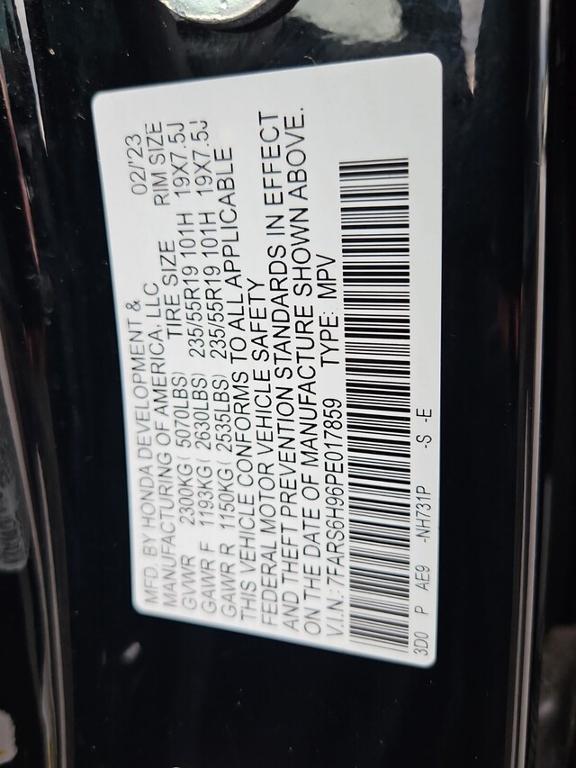 MFD. BY HONDA DEVELOPMENT & 02/'23
MANUFACTURING OF AMERICA, LLC
TIRE SIZE RIM SIZE
GVWR 2300KG ( 5070LBS)
GAWR F 1193KG ( 2630LBS) 235/55R19 101H 19X7.5J
GAWR R 1150KG ( 2535LBS) 235/55R19 101H 19X7.5J
THIS VEHICLE CONFORMS TO ALL APPLICABLE
FEDERAL MOTOR VEHICLE SAFETY
AND THEFT PREVENTION STANDARDS IN EFFECT
ON THE DATE OF MANUFACTURE SHOWN ABOVE.
V.I.N.: 7FARS6H96PE017859 TYPE: MPV
3D0 P AE9 -NH731P -S -E